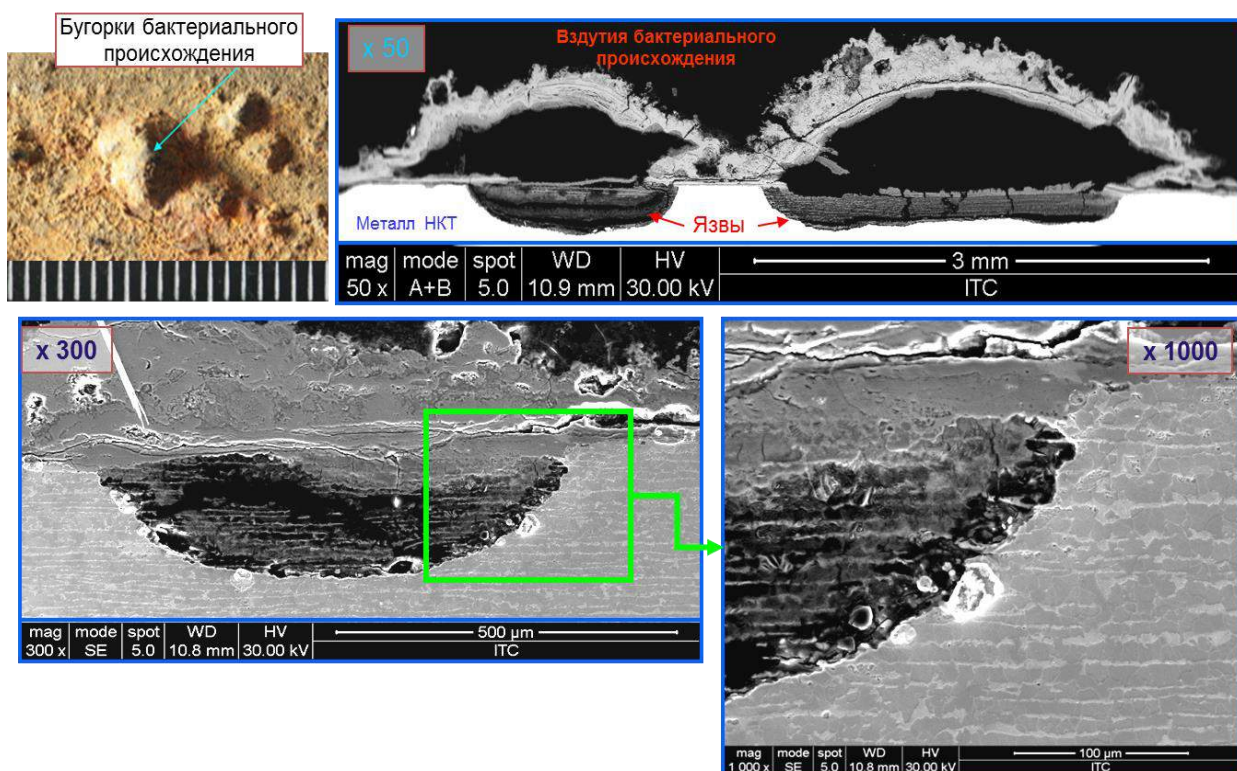 Бугорки бактериального
происхождения
x 50
Вздутия бактериального
происхождения
Металл НКТ
Язвы
mag mode spot WD HV 3 mm
50 x A+B 5.0 10.9 mm 30.00 kV ITC
x 300
mag mode spot WD HV 500 µm
300 x SE 5.0 10.8 mm 30.00 kV ITC
x 1000
mag mode spot WD HV 100 µm
1 000 x SE 5.0 10.8 mm 30.00 kV ITC